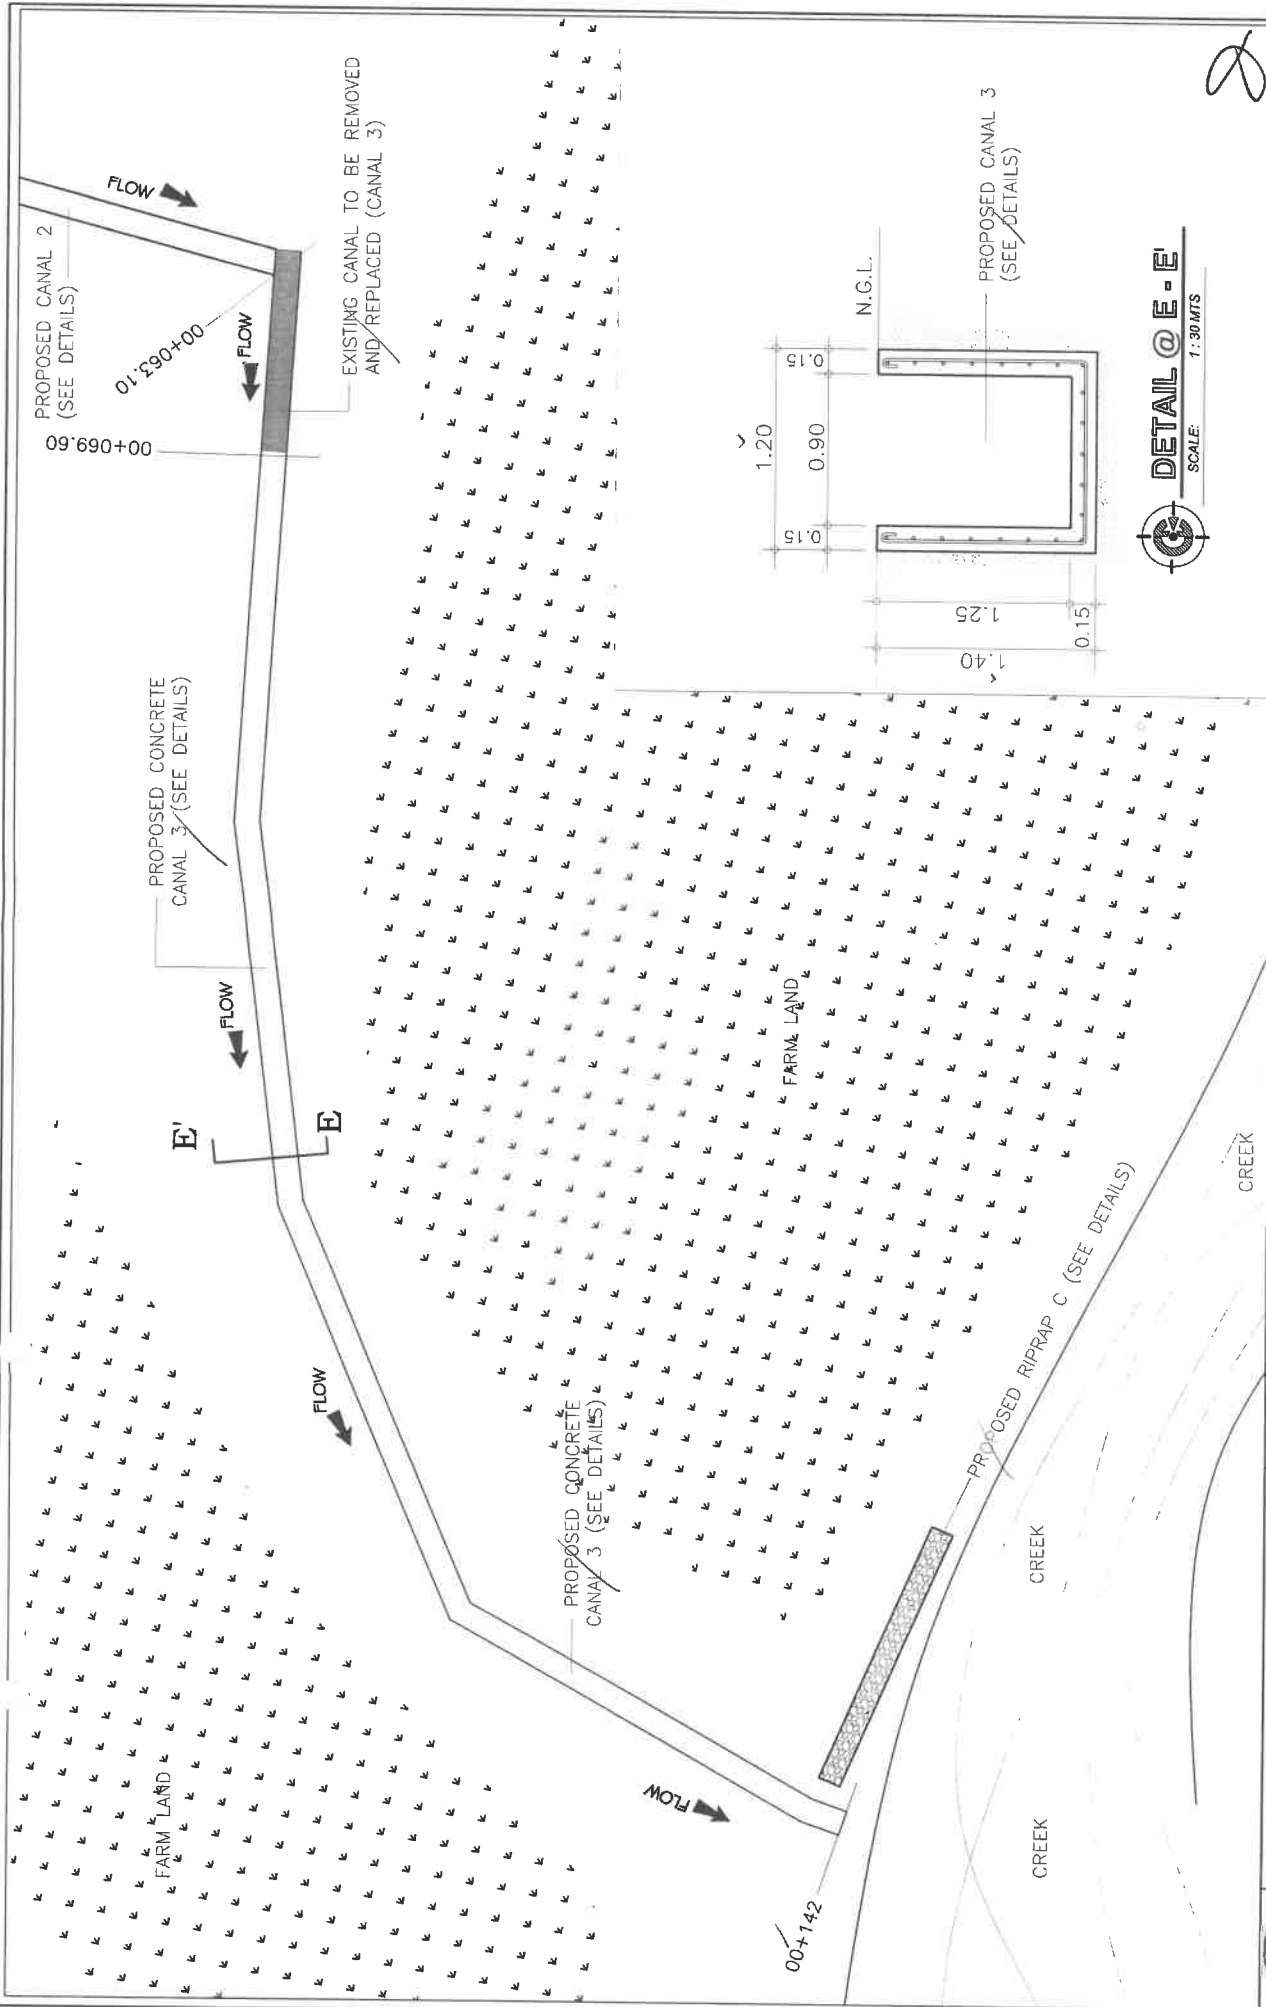 PROPOSED CANAL 2
(SEE DETAILS)
FLOW
00+063.10
00+069.60
FLOW
EXISTING CANAL TO BE REMOVED
AND REPLACED (CANAL 3)
PROPOSED CONCRETE
CANAL 3 (SEE DETAILS)
FLOW
E'
E
FLOW
PROPOSED CONCRETE
CANAL 3 (SEE DETAILS)
FLOW
00+142
FARM LAND
FARM LAND
PROPOSED RIPRAP C (SEE DETAILS)
CREEK
CREEK
CREEK
1.20
0.15
0.90
0.15
N.G.L.
1.40
1.25
0.15
PROPOSED CANAL 3
(SEE DETAILS)
DETAIL @ E - E'
SCALE: 1 : 30 MTS